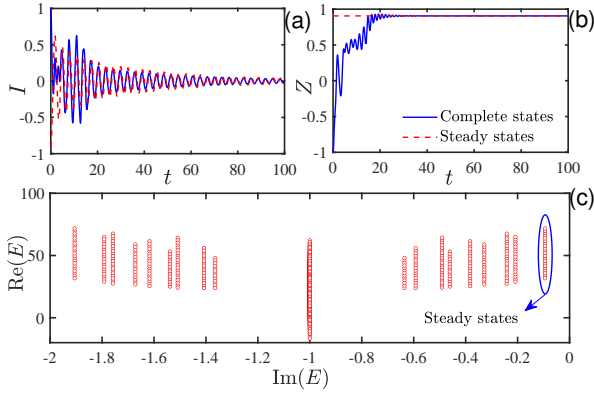 1
0.5
0
-0.5
-1
I
0 20 40 60 80 100
t
(a)
1
0.5
0
-0.5
-1
Z
Complete states
Steady states
0 20 40 60 80 100
t
(b)
100
50
0
Re(E)
(c)
Steady states
-2 -1.8 -1.6 -1.4 -1.2 -1 -0.8 -0.6 -0.4 -0.2 0
Im(E)